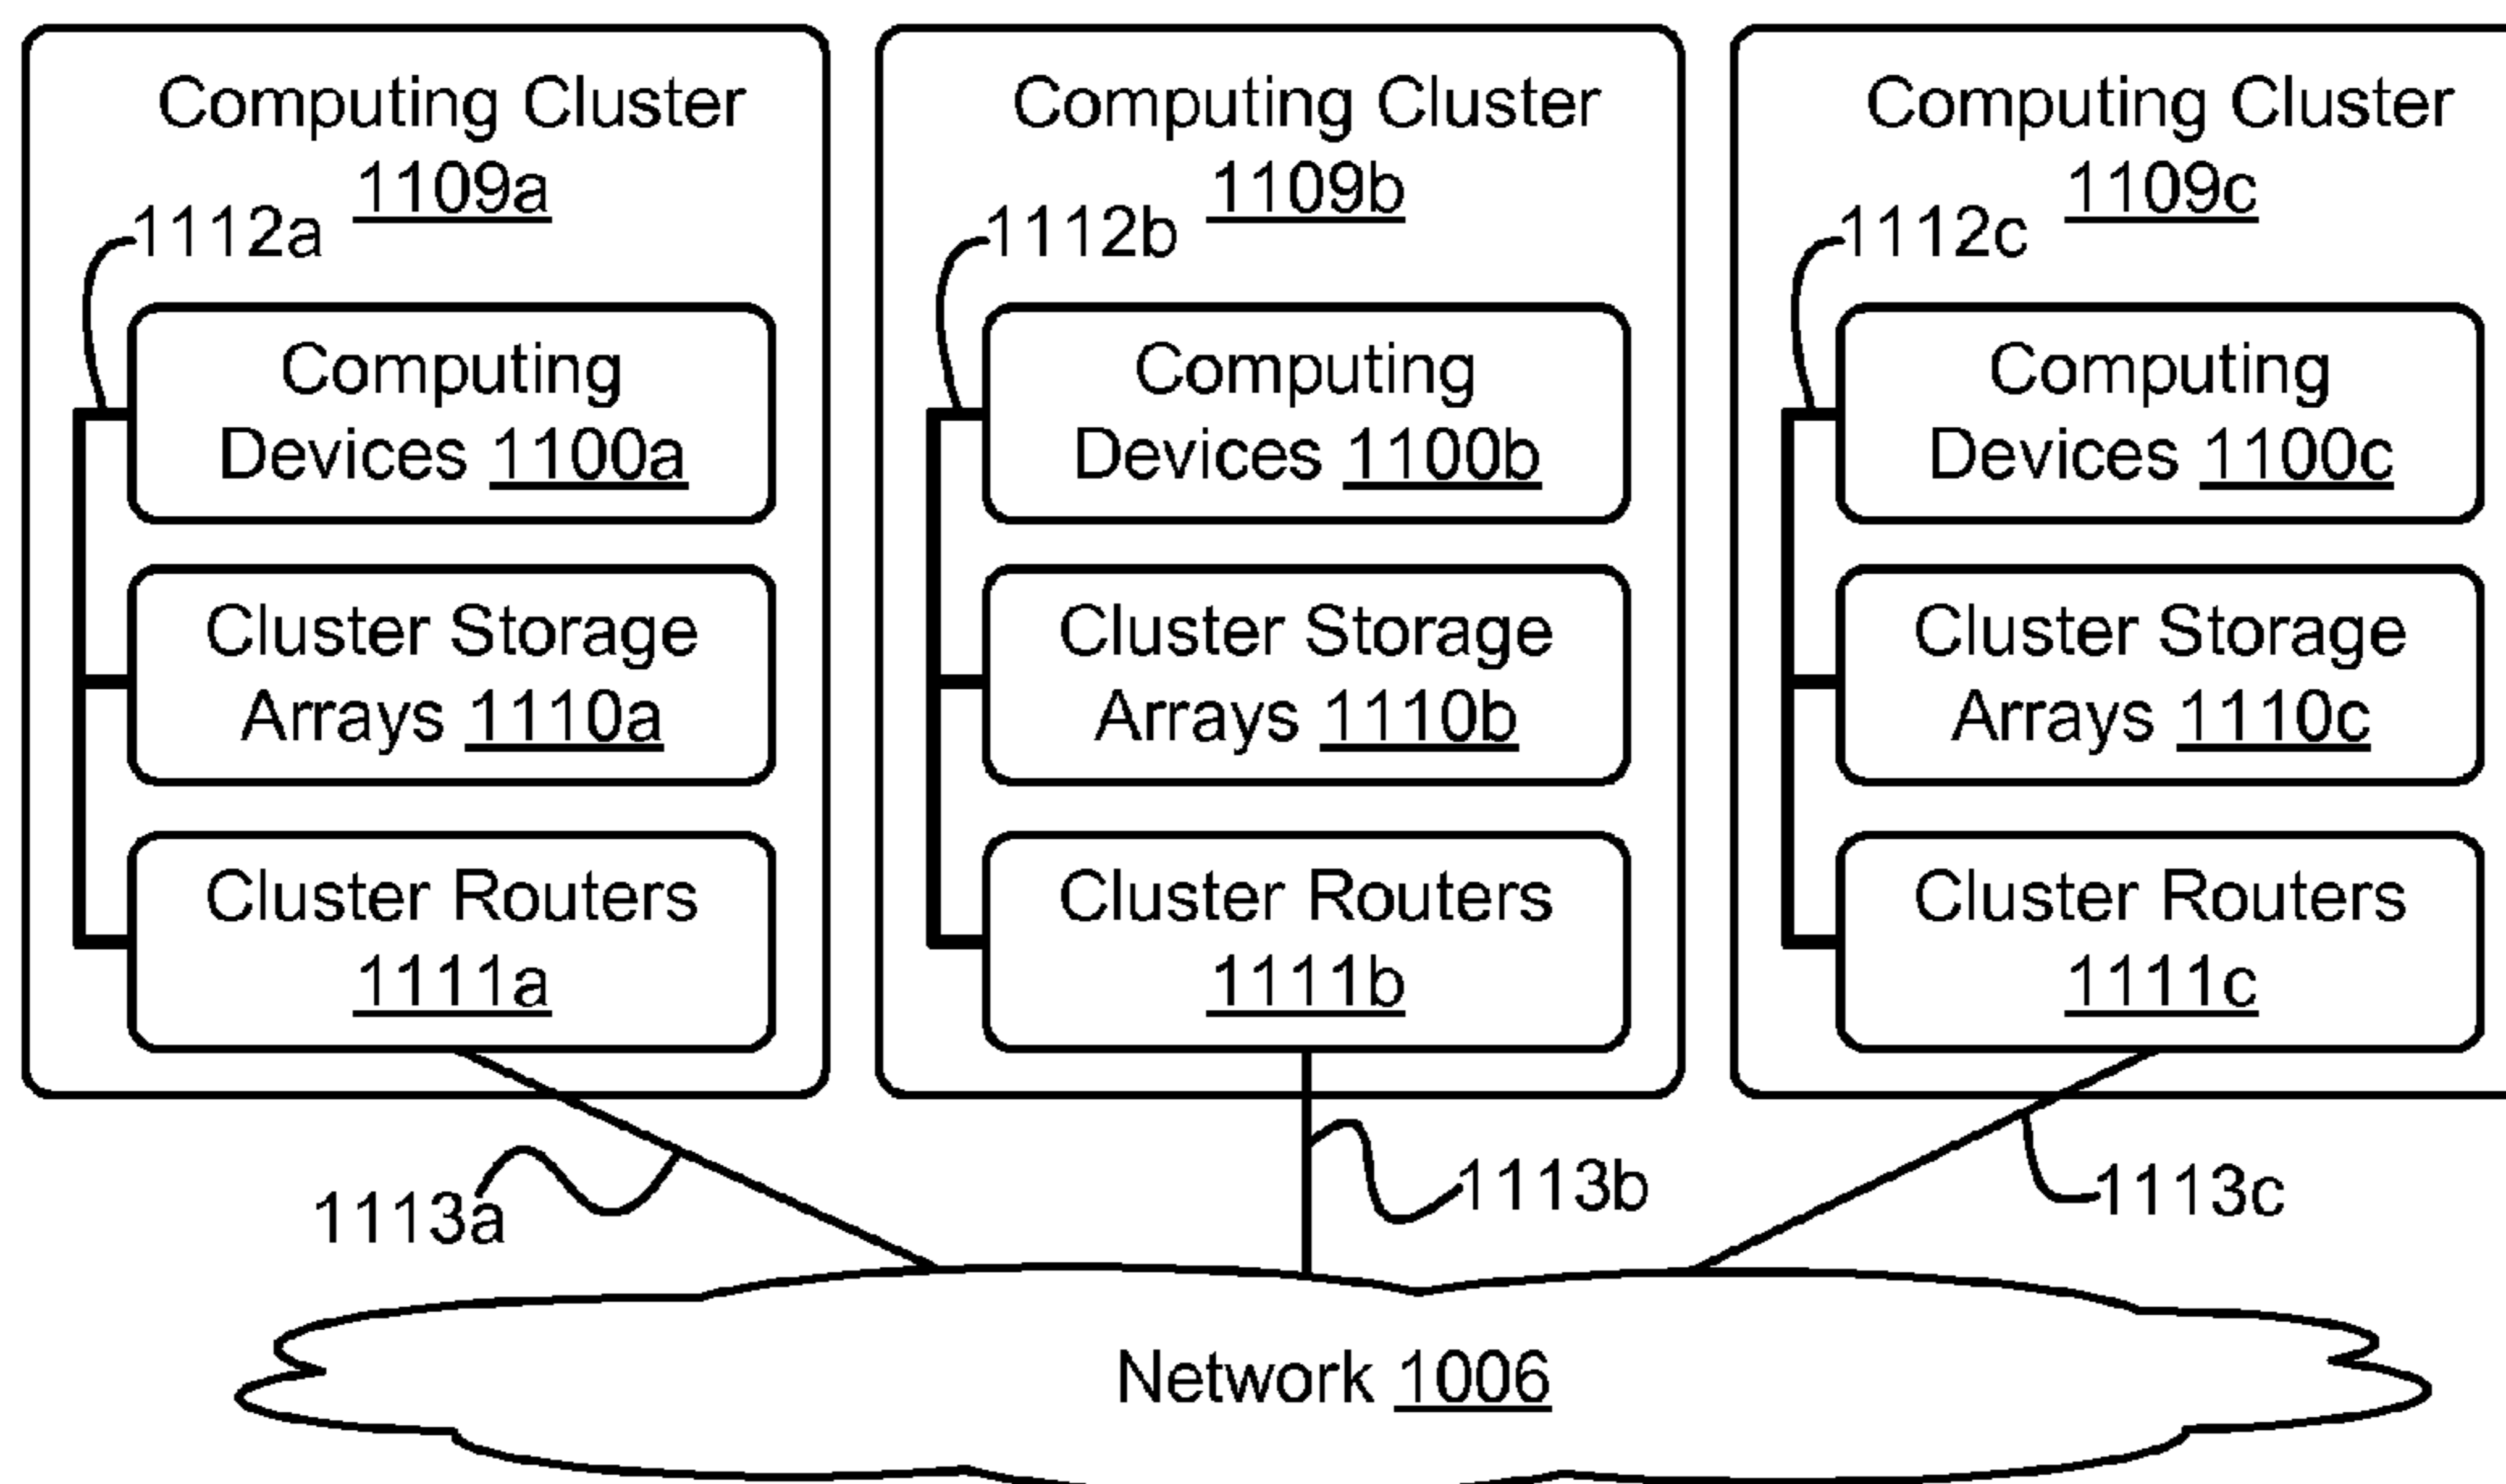 Computing Cluster
1109a
1112a
Computing
Devices 1100a
Cluster Storage
Arrays 1110a
Cluster Routers
1111a
Computing Cluster
1109b
1112b
Computing
Devices 1100b
Cluster Storage
Arrays 1110b
Cluster Routers
1111b
Computing Cluster
1109c
1112c
Computing
Devices 1100c
Cluster Storage
Arrays 1110c
Cluster Routers
1111c
1113a
1113b
1113c
Network 1006